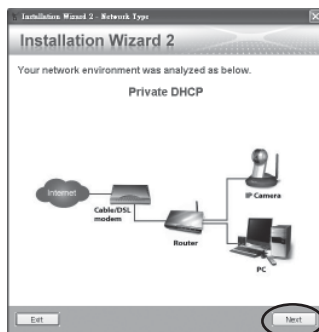 Installation Wizard 2 - Network Type
Installation Wizard 2
Your network environment was analyzed as below.
Private DHCP
Internet
Cable/DSL
modem
Router
IP Camera
PC
Exit
Next